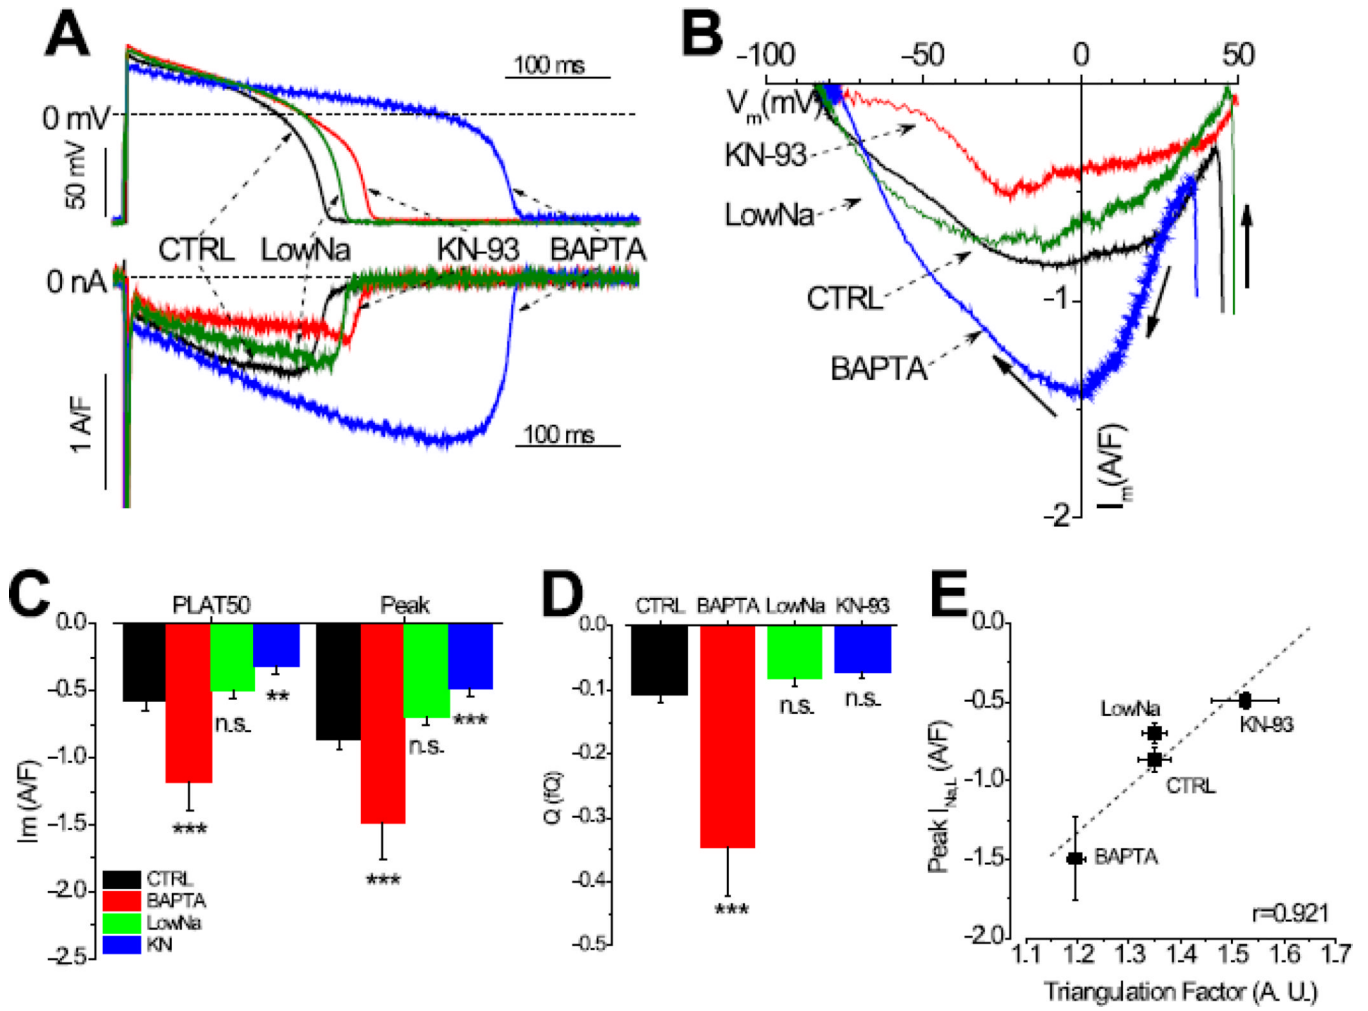 A
100 ms
0 mV
50 mV
CTRL LowNa KN-93 BAPTA
0 nA
1 A/F
100 ms
B
-100 -50 0 50
Vm(mV)
KN-93
LowNa
CTRL
BAPTA
-1
-2
Im(A/F)
C
PLAT50 Peak
0.0
-0.5
-1.0
-1.5
-2.0
-2.5
Im (A/F)
** n.s. *** n.s. *** ***
CTRL
BAPTA
LowNa
KN
D
CTRL BAPTA LowNa KN-93
0.0
-0.1
-0.2
-0.3
-0.4
-0.5
Q (fQ)
n.s. n.s.
***
E
0.0
-0.5
-1.0
-1.5
-2.0
Peak INa,L (A/F)
LowNa
KN-93
CTRL
BAPTA
r=0.921
1.1 1.2 1.3 1.4 1.5 1.6 1.7
Triangulation Factor (A. U.)